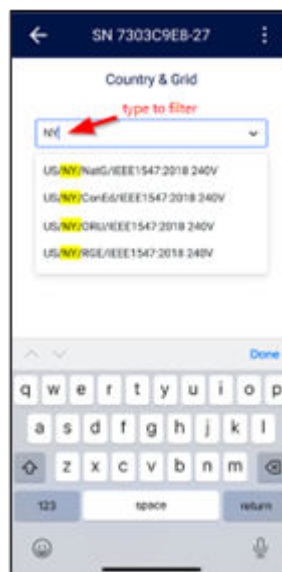 SN 7303C9E8-27
Country & Grid
type to filter
NY
US/NY/NatG/IEEE1547:2018 240V
US/NY/ConEd/IEEE1547:2018 240V
US/NY/ORU/IEEE1547:2018 240V
US/NY/RGE/IEEE1547:2018 240V
Done
q w e r t y u i o p
a s d f g h j k l
z x c v b n m
123 space return